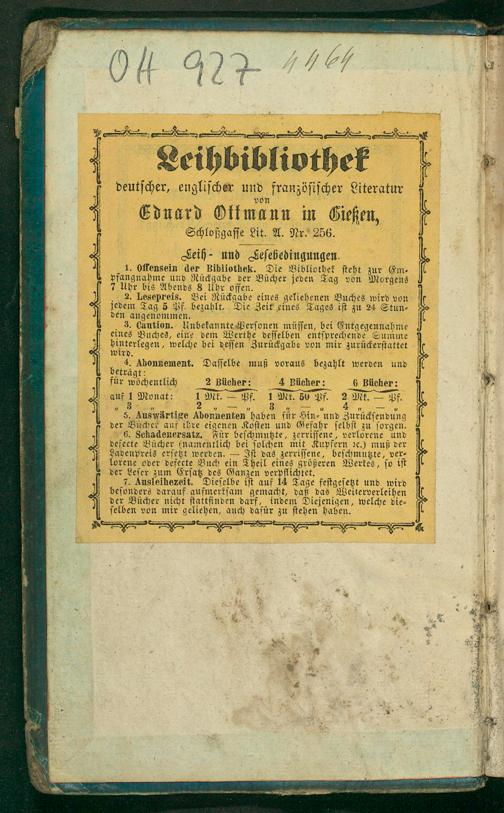 OH 927 4464
Leihbibliothek
deutscher, englischer und französischer Literatur
von
Eduard Ottmann in Gießen,
Schloßgasse Lit. A. Nr. 256.
Leih- und Lesebedingungen.
1. Offensein der Bibliothek. Die Bibliothek steht zur Em-
pfangnahme und Rückgabe der Bücher jeden Tag von Morgens
7 Uhr bis Abends 8 Uhr offen.
2. Lesepreis. Bei Rückgabe eines geliehenen Buches wird von
jedem Tag 5 Pf. bezahlt. Die Zeit eines Tages ist zu 24 Stun-
den angenommen.
3. Caution. Unbekannte Personen müssen, bei Entgegennahme
eines Buches, eine dem Werthe desselben entsprechende Summe
hinterlegen, welche bei dessen Zurückgabe von mir zurückerstattet
wird.
4. Abonnement. Dasselbe muß voraus bezahlt werden und
beträgt:
für wöchentlich 2 Bücher: 4 Bücher: 6 Bücher:
auf 1 Monat: 1 Mk. — Pf. 1 Mk. 50 Pf. 2 Mk. — Pf.
„ 3 „ 2 „ — „ 3 „ — „ 4 „ — „
5. Auswärtige Abonnenten haben für Hin- und Zurücksendung
der Bücher auf ihre eigenen Kosten und Gefahr selbst zu sorgen.
6. Schadenersatz. Für beschmutzte, zerrissene, verlorene und
defecte Bücher (namentlich bei solchen mit Kupfern ꝛc.) muß der
Ladenpreis ersetzt werden. — Ist das zerrissene, beschmutzte, ver-
lorene oder defecte Buch ein Theil eines größeren Werkes, so ist
der Leser zum Ersatz des Ganzen verpflichtet.
7. Ausleihezeit. Dieselbe ist auf 14 Tage festgesetzt und wird
besonders darauf aufmerksam gemacht, daß das Weiterverleihen
der Bücher nicht stattfinden darf, indem Diejenigen, welche die-
selben von mir geliehen, auch dafür zu stehen haben.